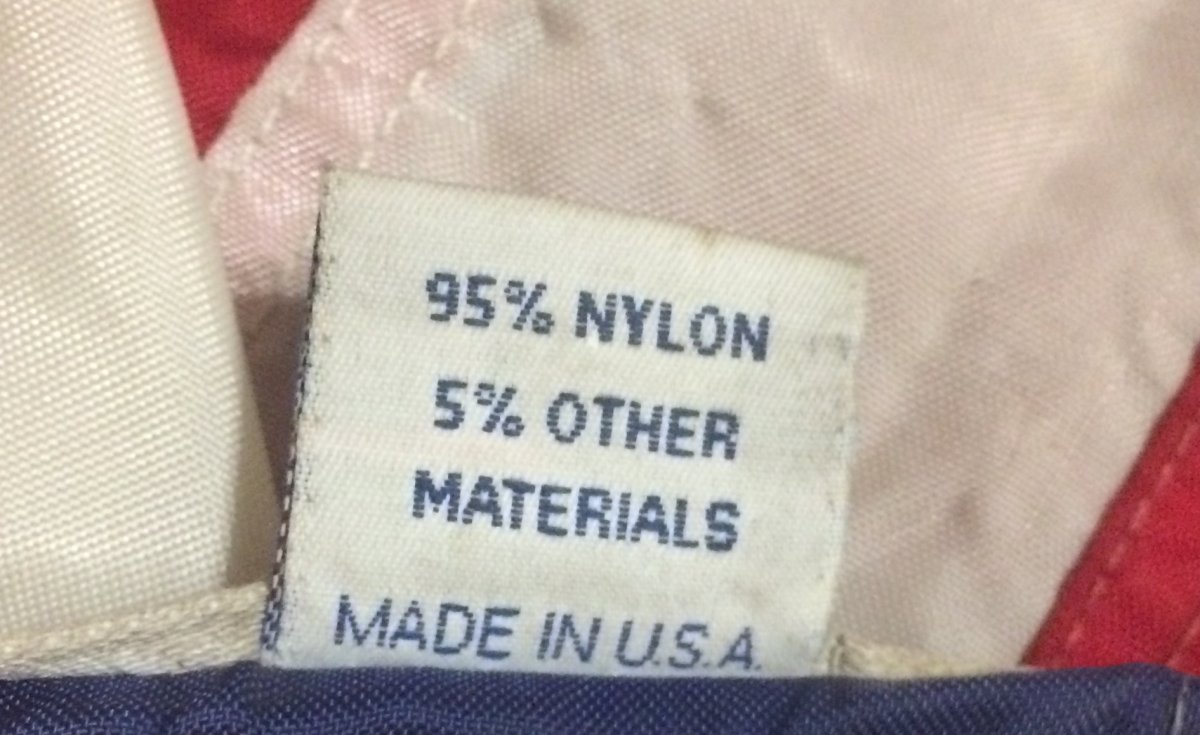 95% NYLON
5% OTHER
MATERIALS
MADE IN U.S.A.